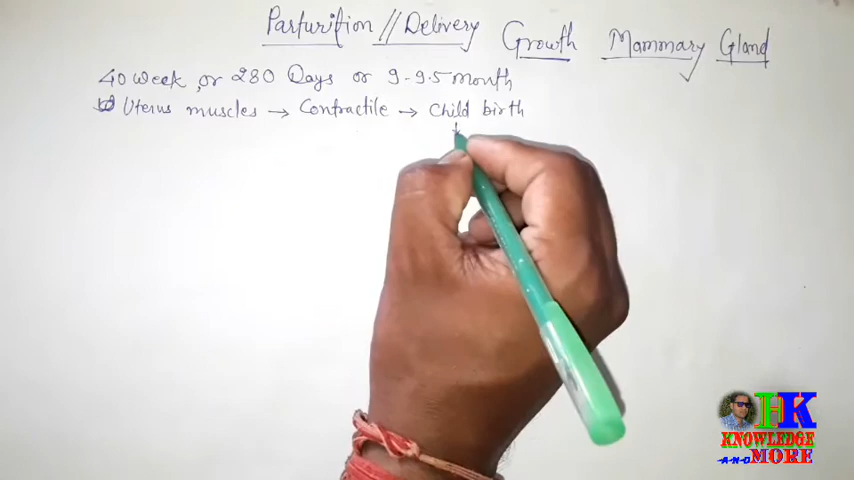 Parturition // Delivery Growth Mammary Gland
40 week, or 280 Days or 9-9.5 month
Uterus muscles → Contractile → Child birth
HK
KNOWLEDGE
AND MORE